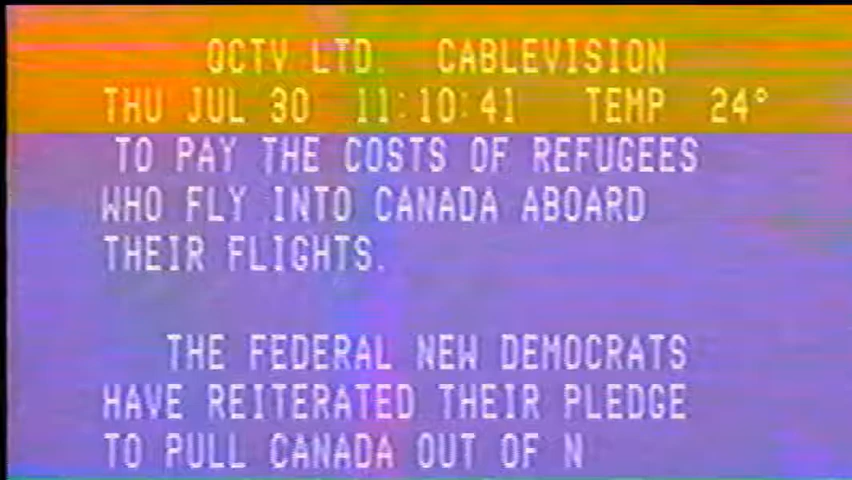 QCTV LTD. CABLEVISION
THU JUL 30 11:10:41 TEMP 24°
TO PAY THE COSTS OF REFUGEES
WHO FLY INTO CANADA ABOARD
THEIR FLIGHTS.
THE FEDERAL NEW DEMOCRATS
HAVE REITERATED THEIR PLEDGE
TO PULL CANADA OUT OF N